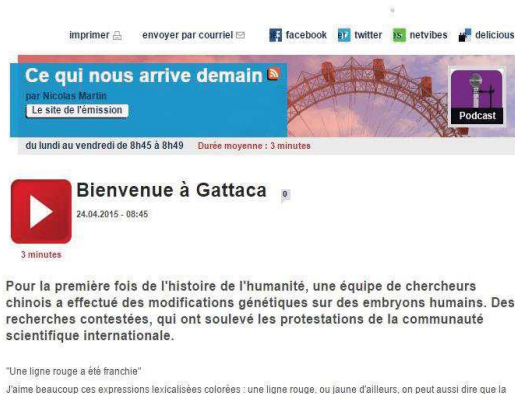 imprimer envoyer par courriel facebook twitter netvibes delicious
Ce qui nous arrive demain
par Nicolas Martin
Le site de l'émission
Podcast
du lundi au vendredi de 8h45 à 8h49 Durée moyenne : 3 minutes
Bienvenue à Gattaca 0
24.04.2015 - 08:45
3 minutes
Pour la première fois de l'histoire de l'humanité, une équipe de chercheurs
chinois a effectué des modifications génétiques sur des embryons humains. Des
recherches contestées, qui ont soulevé les protestations de la communauté
scientifique internationale.
"Une ligne rouge a été franchie"
J'aime beaucoup ces expressions lexicalisées colorées : une ligne rouge, ou jaune d'ailleurs, on peut aussi dire que la